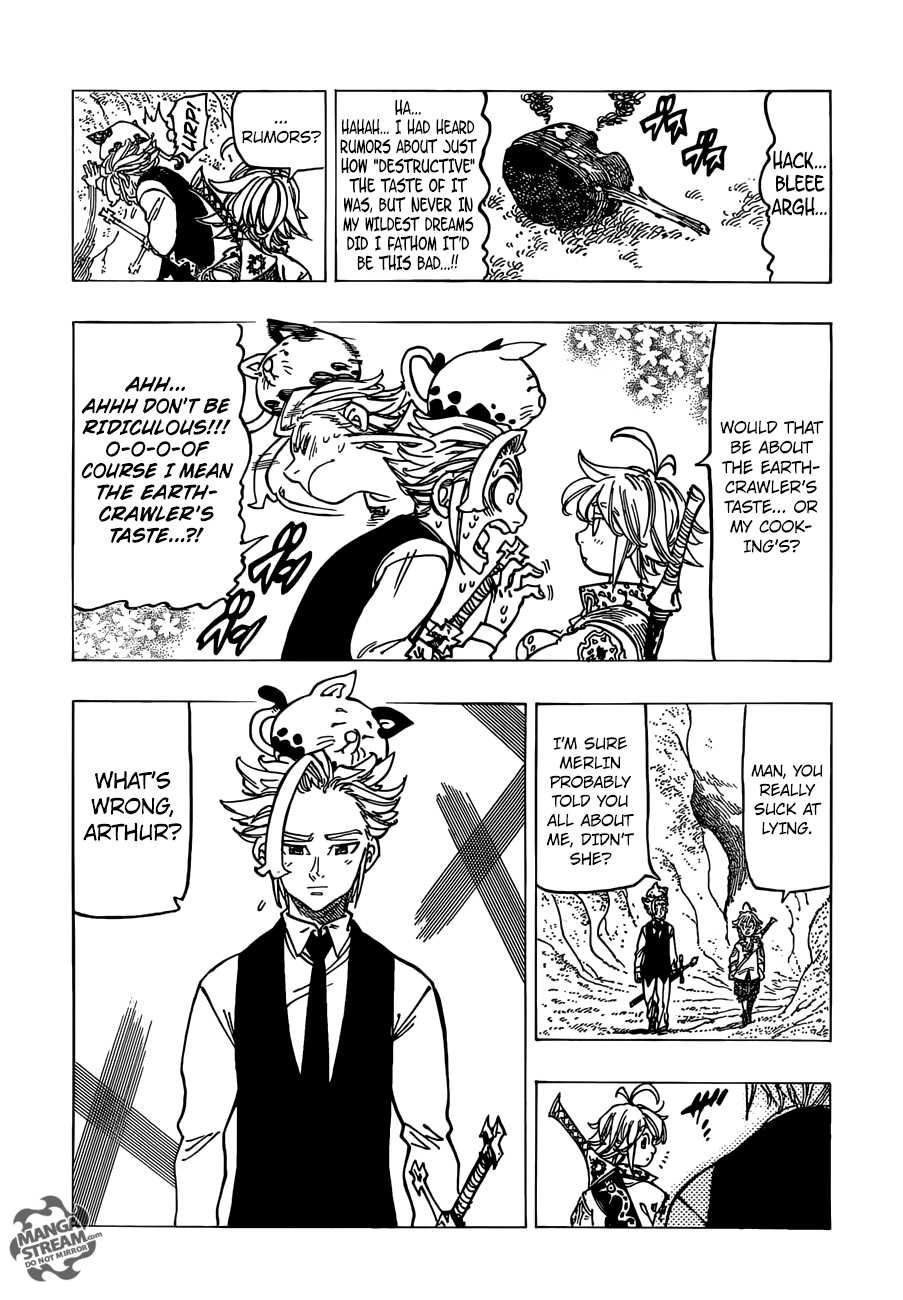 HACK...
BLEEE
ARGH...
HA...
HAHAH... I HAD HEARD
RUMORS ABOUT JUST
HOW "DESTRUCTIVE"
THE TASTE OF IT
WAS, BUT NEVER IN
MY WILDEST DREAMS
DID I FATHOM IT'D
BE THIS BAD...!!
...
RUMORS?
URP!
WOULD THAT
BE ABOUT
THE EARTH-
CRAWLER'S
TASTE... OR
MY COOK-
ING'S?
AHH...
AHHH DON'T BE
RIDICULOUS!!!
O-O-O-OF
COURSE I MEAN
THE EARTH-
CRAWLER'S
TASTE...?!
MAN, YOU
REALLY
SUCK AT
LYING.
I'M SURE
MERLIN
PROBABLY
TOLD YOU
ALL ABOUT
ME, DIDN'T
SHE?
WHAT'S
WRONG,
ARTHUR?
MANGA
STREAM.com
DO NOT MIRROR